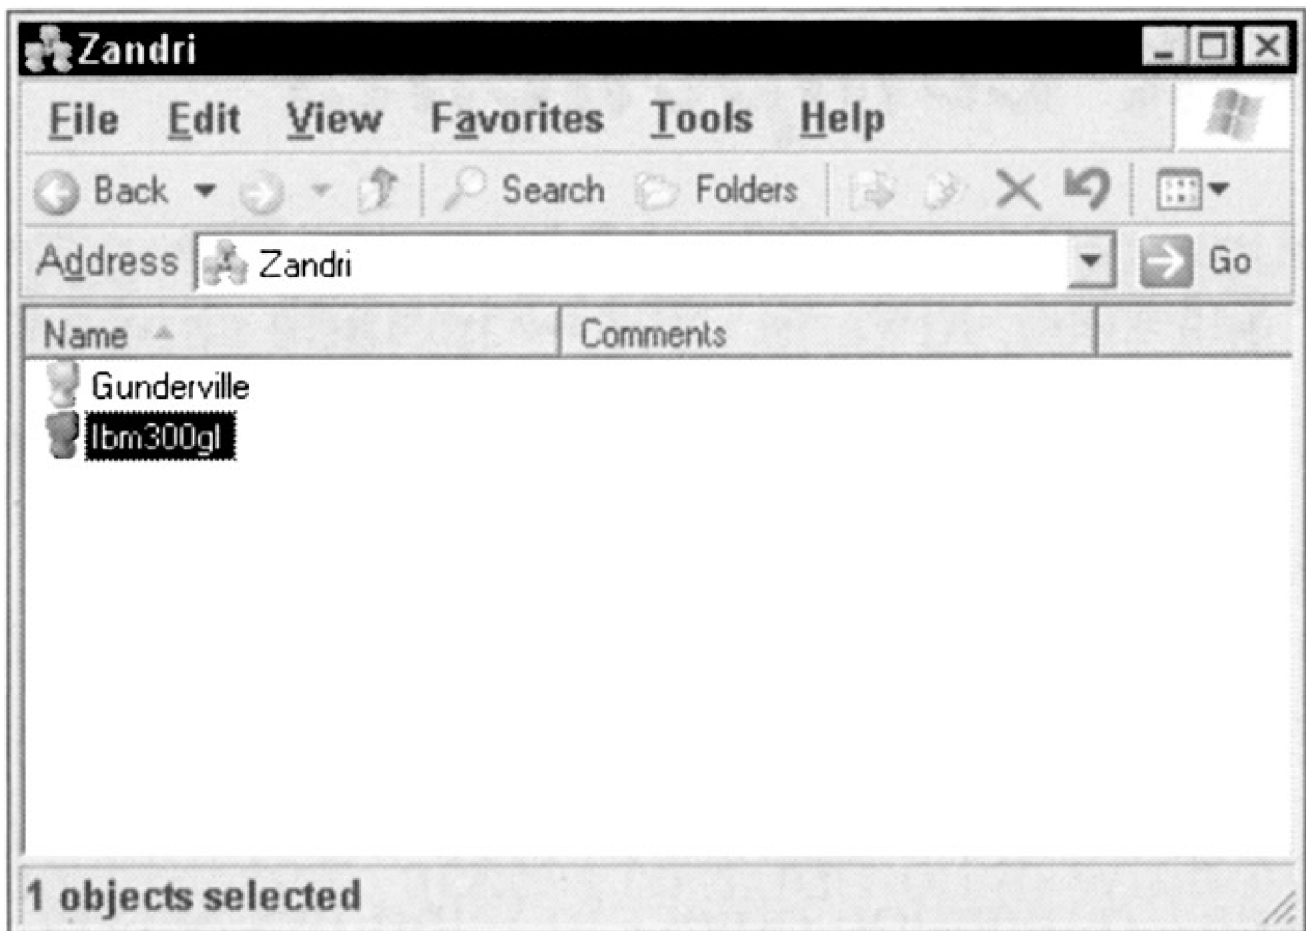 Zandri
File Edit View Favorites Tools Help
Back Search Folders
Address Zandri Go
Name Comments
Gunderville
Ibm300gl
1 objects selected